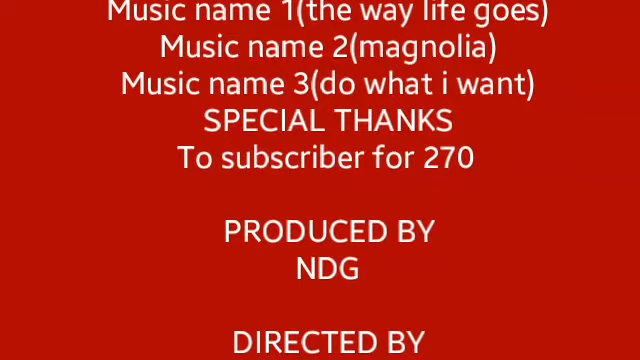 Music name 1(the way life goes)
Music name 2(magnolia)
Music name 3(do what i want)
SPECIAL THANKS
To subscriber for 270
PRODUCED BY
NDG
DIRECTED BY